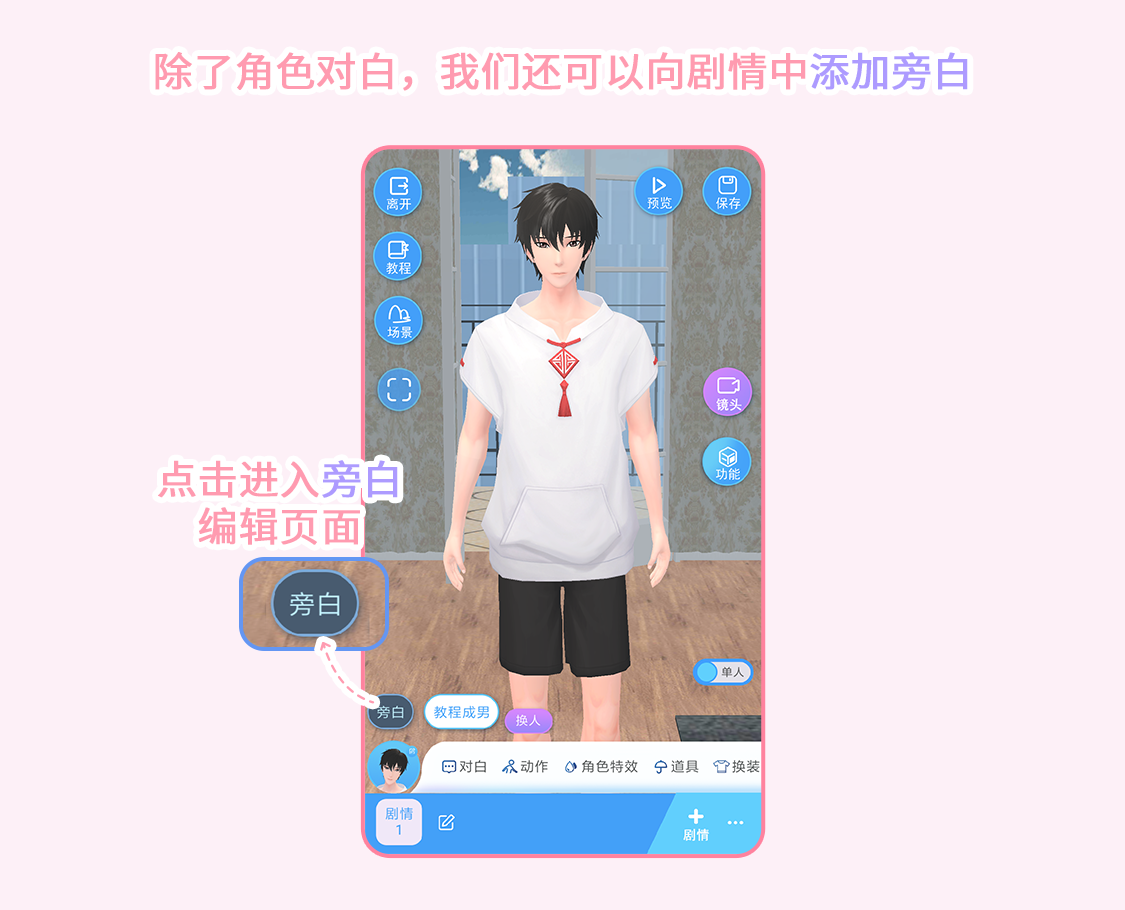 除了角色对白，我们还可以向剧情中添加旁白
离开
预览
保存
教程
场景
镜头
功能
点击进入旁白
编辑页面
旁白
单人
旁白
教程成男
换人
对白
动作
角色特效
道具
换装
剧情
1
剧情